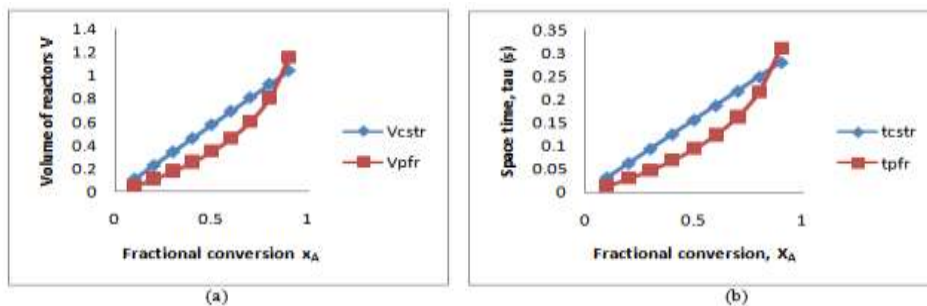 Volume of reactors V
1.4
1.2
1
0.8
0.6
0.4
0.2
0
0
0.5
1
Fractional conversion xA
Vcstr
Vpfr
(a)
Space time, tau (s)
0.35
0.3
0.25
0.2
0.15
0.1
0.05
0
0
0.5
1
Fractional conversion, XA
tcstr
tpfr
(b)